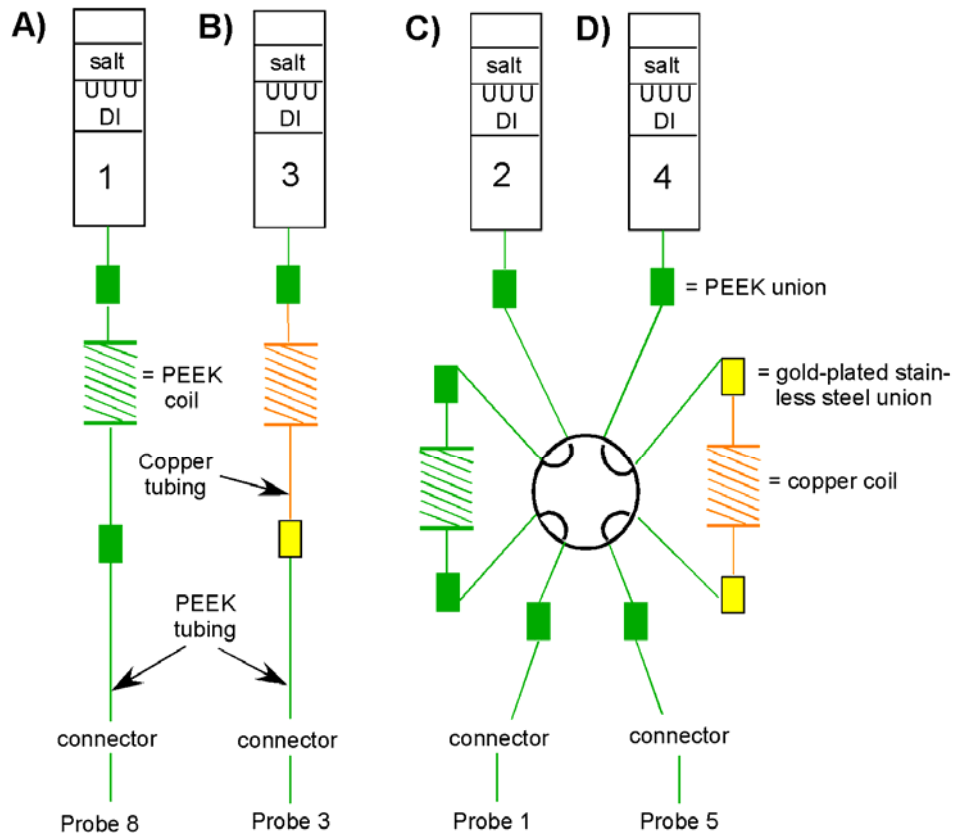 A)
B)
C)
D)
salt
DI
1
salt
DI
3
salt
DI
2
salt
DI
4
= PEEK union
= PEEK
coil
= gold-plated stain-
less steel union
Copper
tubing
= copper coil
PEEK
tubing
connector
connector
connector
connector
Probe 8
Probe 3
Probe 1
Probe 5